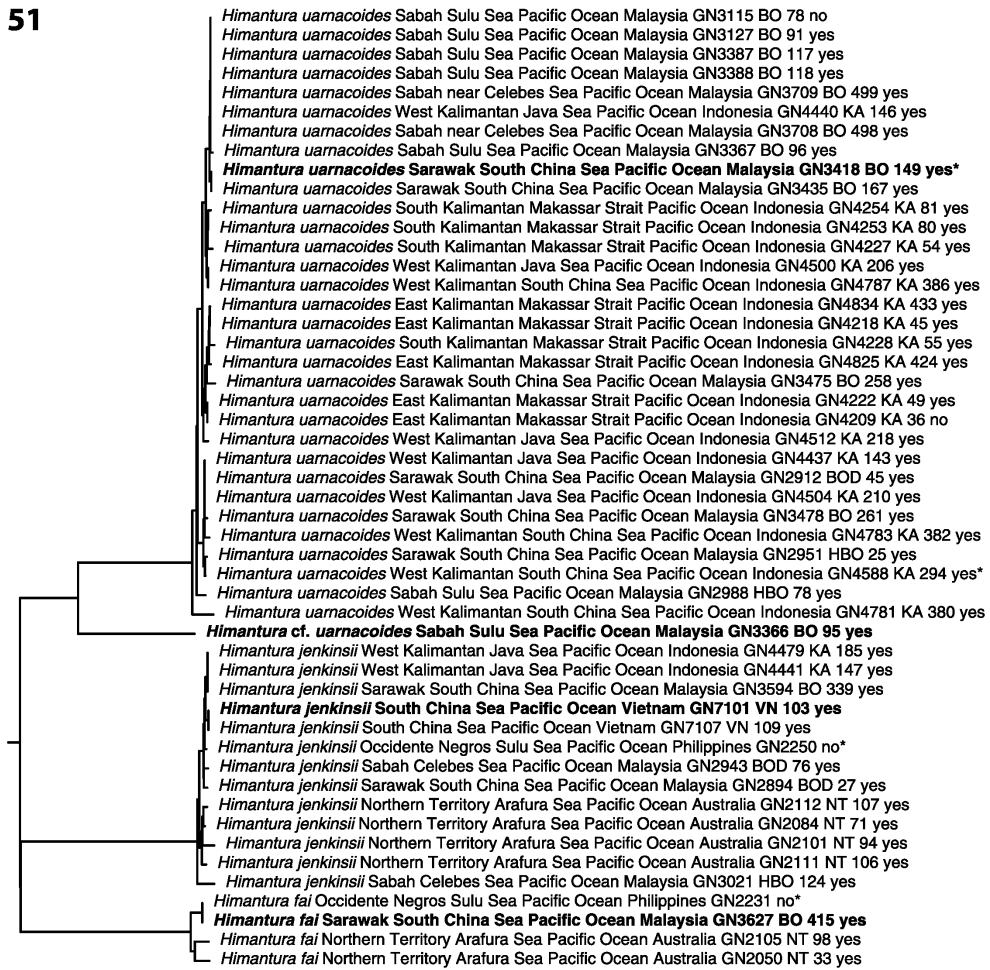 51
Himantura uarnacoides Sabah Sulu Sea Pacific Ocean Malaysia GN3115 BO 78 no
Himantura uarnacoides Sabah Sulu Sea Pacific Ocean Malaysia GN3127 BO 91 yes
Himantura uarnacoides Sabah Sulu Sea Pacific Ocean Malaysia GN3387 BO 117 yes
Himantura uarnacoides Sabah Sulu Sea Pacific Ocean Malaysia GN3388 BO 118 yes
Himantura uarnacoides Sabah near Celebes Sea Pacific Ocean Malaysia GN3709 BO 499 yes
Himantura uarnacoides West Kalimantan Java Sea Pacific Ocean Indonesia GN4440 KA 146 yes
Himantura uarnacoides Sabah near Celebes Sea Pacific Ocean Malaysia GN3708 BO 498 yes
Himantura uarnacoides Sabah Sulu Sea Pacific Ocean Malaysia GN3367 BO 96 yes
Himantura uarnacoides Sarawak South China Sea Pacific Ocean Malaysia GN3418 BO 149 yes*
Himantura uarnacoides Sarawak South China Sea Pacific Ocean Malaysia GN3435 BO 167 yes
Himantura uarnacoides South Kalimantan Makassar Strait Pacific Ocean Indonesia GN4254 KA 81 yes
Himantura uarnacoides South Kalimantan Makassar Strait Pacific Ocean Indonesia GN4253 KA 80 yes
Himantura uarnacoides South Kalimantan Makassar Strait Pacific Ocean Indonesia GN4227 KA 54 yes
Himantura uarnacoides West Kalimantan Java Sea Pacific Ocean Indonesia GN4500 KA 206 yes
Himantura uarnacoides West Kalimantan South China Sea Pacific Ocean Indonesia GN4787 KA 386 yes
Himantura uarnacoides East Kalimantan Makassar Strait Pacific Ocean Indonesia GN4834 KA 433 yes
Himantura uarnacoides East Kalimantan Makassar Strait Pacific Ocean Indonesia GN4218 KA 45 yes
Himantura uarnacoides South Kalimantan Makassar Strait Pacific Ocean Indonesia GN4228 KA 55 yes
Himantura uarnacoides East Kalimantan Makassar Strait Pacific Ocean Indonesia GN4825 KA 424 yes
Himantura uarnacoides Sarawak South China Sea Pacific Ocean Malaysia GN3475 BO 258 yes
Himantura uarnacoides East Kalimantan Makassar Strait Pacific Ocean Indonesia GN4222 KA 49 yes
Himantura uarnacoides East Kalimantan Makassar Strait Pacific Ocean Indonesia GN4209 KA 36 no
Himantura uarnacoides West Kalimantan Java Sea Pacific Ocean Indonesia GN4512 KA 218 yes
Himantura uarnacoides West Kalimantan Java Sea Pacific Ocean Indonesia GN4437 KA 143 yes
Himantura uarnacoides Sarawak South China Sea Pacific Ocean Malaysia GN2912 BOD 45 yes
Himantura uarnacoides West Kalimantan Java Sea Pacific Ocean Indonesia GN4504 KA 210 yes
Himantura uarnacoides Sarawak South China Sea Pacific Ocean Malaysia GN3478 BO 261 yes
Himantura uarnacoides West Kalimantan South China Sea Pacific Ocean Indonesia GN4783 KA 382 yes
Himantura uarnacoides Sarawak South China Sea Pacific Ocean Malaysia GN2951 HBO 25 yes
Himantura uarnacoides West Kalimantan South China Sea Pacific Ocean Indonesia GN4588 KA 294 yes*
Himantura uarnacoides Sabah Sulu Sea Pacific Ocean Malaysia GN2988 HBO 78 yes
Himantura uarnacoides West Kalimantan South China Sea Pacific Ocean Indonesia GN4781 KA 380 yes
Himantura cf. uarnacoides Sabah Sulu Sea Pacific Ocean Malaysia GN3366 BO 95 yes
Himantura jenkinsii West Kalimantan Java Sea Pacific Ocean Indonesia GN4479 KA 185 yes
Himantura jenkinsii West Kalimantan Java Sea Pacific Ocean Indonesia GN4441 KA 147 yes
Himantura jenkinsii Sarawak South China Sea Pacific Ocean Malaysia GN3594 BO 339 yes
Himantura jenkinsii South China Sea Pacific Ocean Vietnam GN7101 VN 103 yes
Himantura jenkinsii South China Sea Pacific Ocean Vietnam GN7107 VN 109 yes
Himantura jenkinsii Occidente Negros Sulu Sea Pacific Ocean Philippines GN2250 no*
Himantura jenkinsii Sabah Celebes Sea Pacific Ocean Malaysia GN2943 BOD 76 yes
Himantura jenkinsii Sarawak South China Sea Pacific Ocean Malaysia GN2894 BOD 27 yes
Himantura jenkinsii Northern Territory Arafura Sea Pacific Ocean Australia GN2112 NT 107 yes
Himantura jenkinsii Northern Territory Arafura Sea Pacific Ocean Australia GN2084 NT 71 yes
Himantura jenkinsii Northern Territory Arafura Sea Pacific Ocean Australia GN2101 NT 94 yes
Himantura jenkinsii Northern Territory Arafura Sea Pacific Ocean Australia GN2111 NT 106 yes
Himantura jenkinsii Sabah Celebes Sea Pacific Ocean Malaysia GN3021 HBO 124 yes
Himantura fai Occidente Negros Sulu Sea Pacific Ocean Philippines GN2231 no*
Himantura fai Sarawak South China Sea Pacific Ocean Malaysia GN3627 BO 415 yes
Himantura fai Northern Territory Arafura Sea Pacific Ocean Australia GN2105 NT 98 yes
Himantura fai Northern Territory Arafura Sea Pacific Ocean Australia GN2050 NT 33 yes